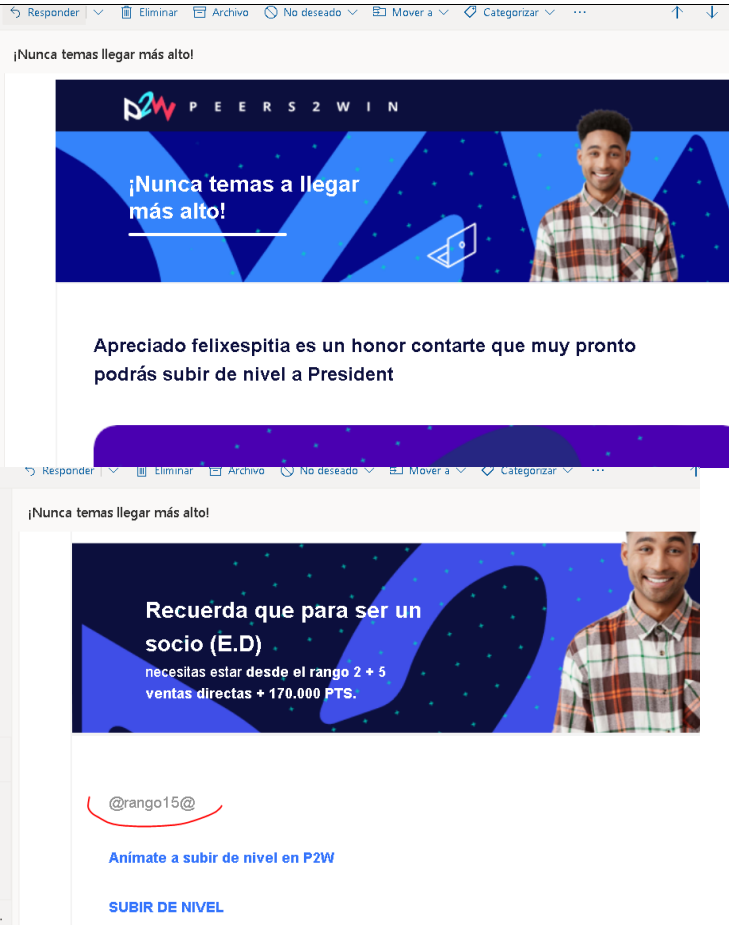 Responder Eliminar Archivo No deseado Mover a Categorizar ...
¡Nunca temas llegar más alto!
P2W PEERS2WIN
¡Nunca temas a llegar
más alto!
Apreciado felixespitia es un honor contarte que muy pronto
podrás subir de nivel a President
Responder Eliminar Archivo No deseado Mover a Categorizar ...
¡Nunca temas llegar más alto!
Recuerda que para ser un
socio (E.D)
necesitas estar desde el rango 2 + 5
ventas directas + 170.000 PTS.
@rango15@
Anímate a subir de nivel en P2W
SUBIR DE NIVEL